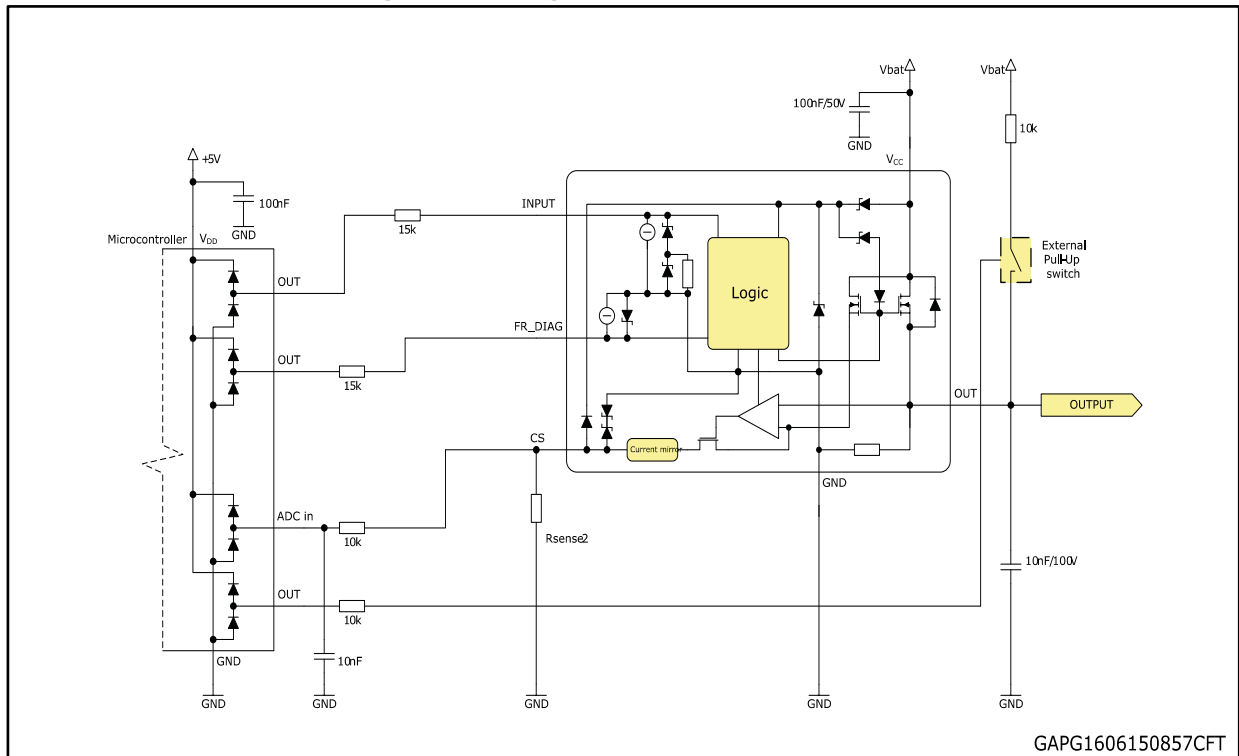 Vbat
Vbat
100nF/50V
GND
10k
VCC
+5V
100nF
GND
Microcontroller
VDD
OUT
15k
INPUT
Logic
External
Pull-Up
switch
FR_DIAG
OUT
15k
OUT
OUTPUT
CS
Current mirror
GND
ADC in
10k
Rsense2
10nF/100V
OUT
10k
GND
10nF
GND
GND
GND
GND
GND
GAPG1606150857CFT